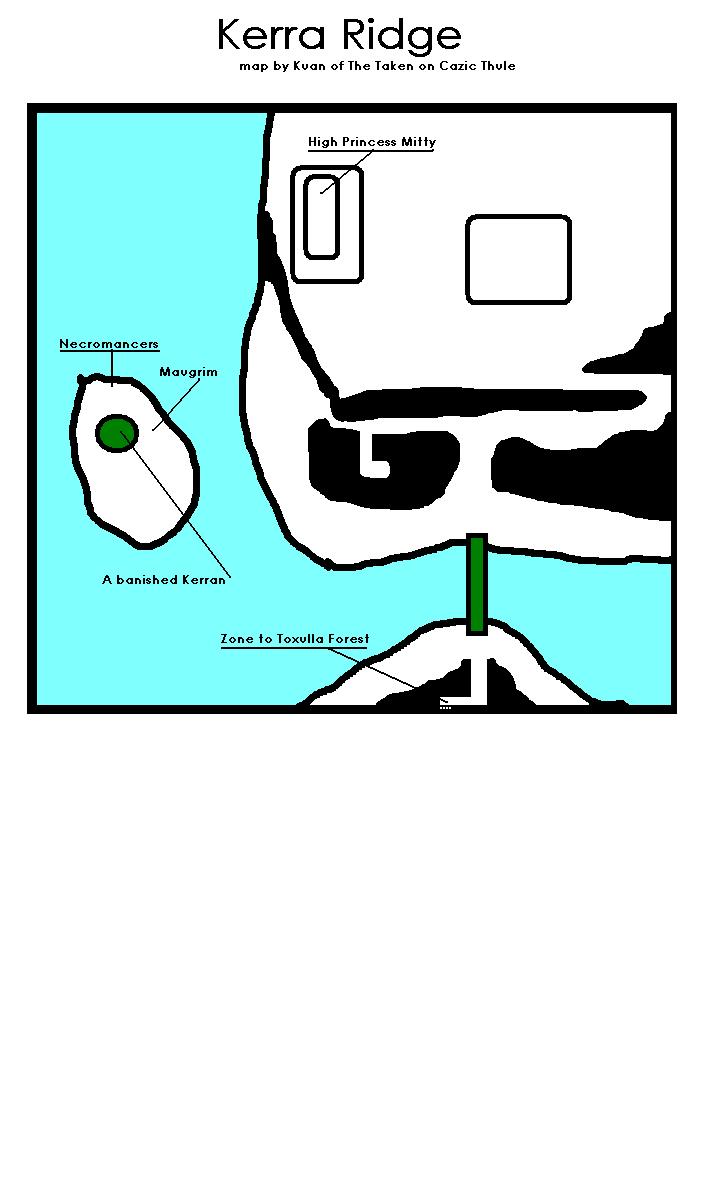 Kerra Ridge
map by Kuan of The Taken on Cazic Thule
High Princess Mitty
Necromancers
Maugrim
A banished Kerran
Zone to Toxulla Forest